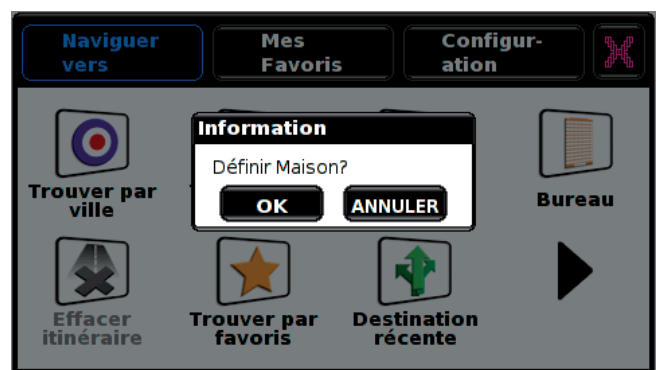 Naviguer
vers
Mes
Favoris
Configur-
ation
Information
Définir Maison?
OK
ANNULER
Trouver par
ville
Bureau
Effacer
itinéraire
Trouver par
favoris
Destination
récente